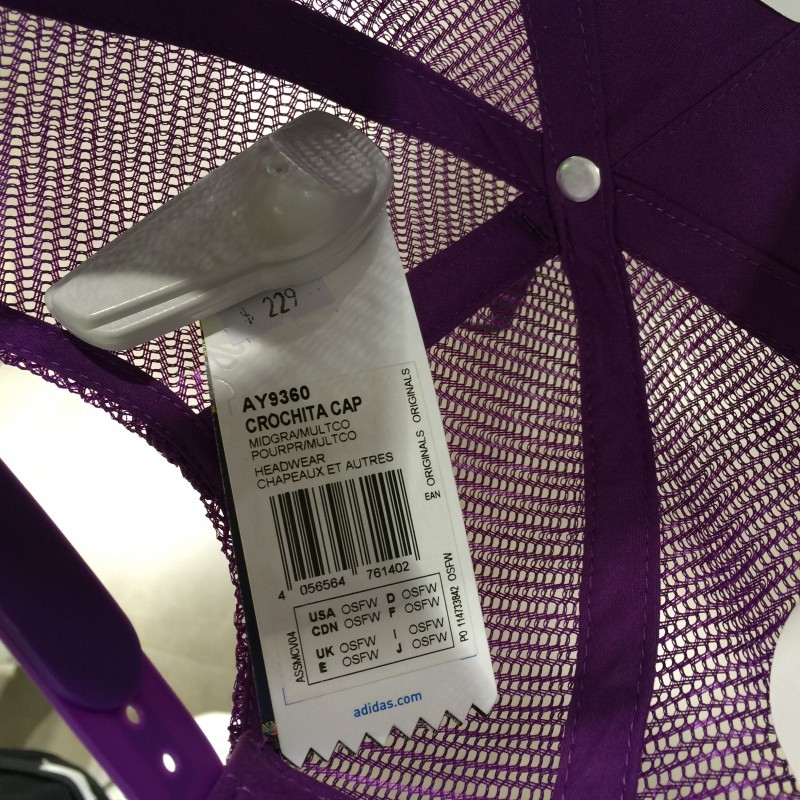 ¥ 229
AY9360
CROCHITA CAP
MIDGRA/MULTCO
POURPR/MULTCO
HEADWEAR
CHAPEAUX ET AUTRES
EAN ORIGINALS ORIGINALS
4 056564 761402
ASSMCV04
USA OSFW D OSFW
CDN OSFW F OSFW
UK OSFW I OSFW
E OSFW J OSFW
PO 114733842 OSFW
adidas.com